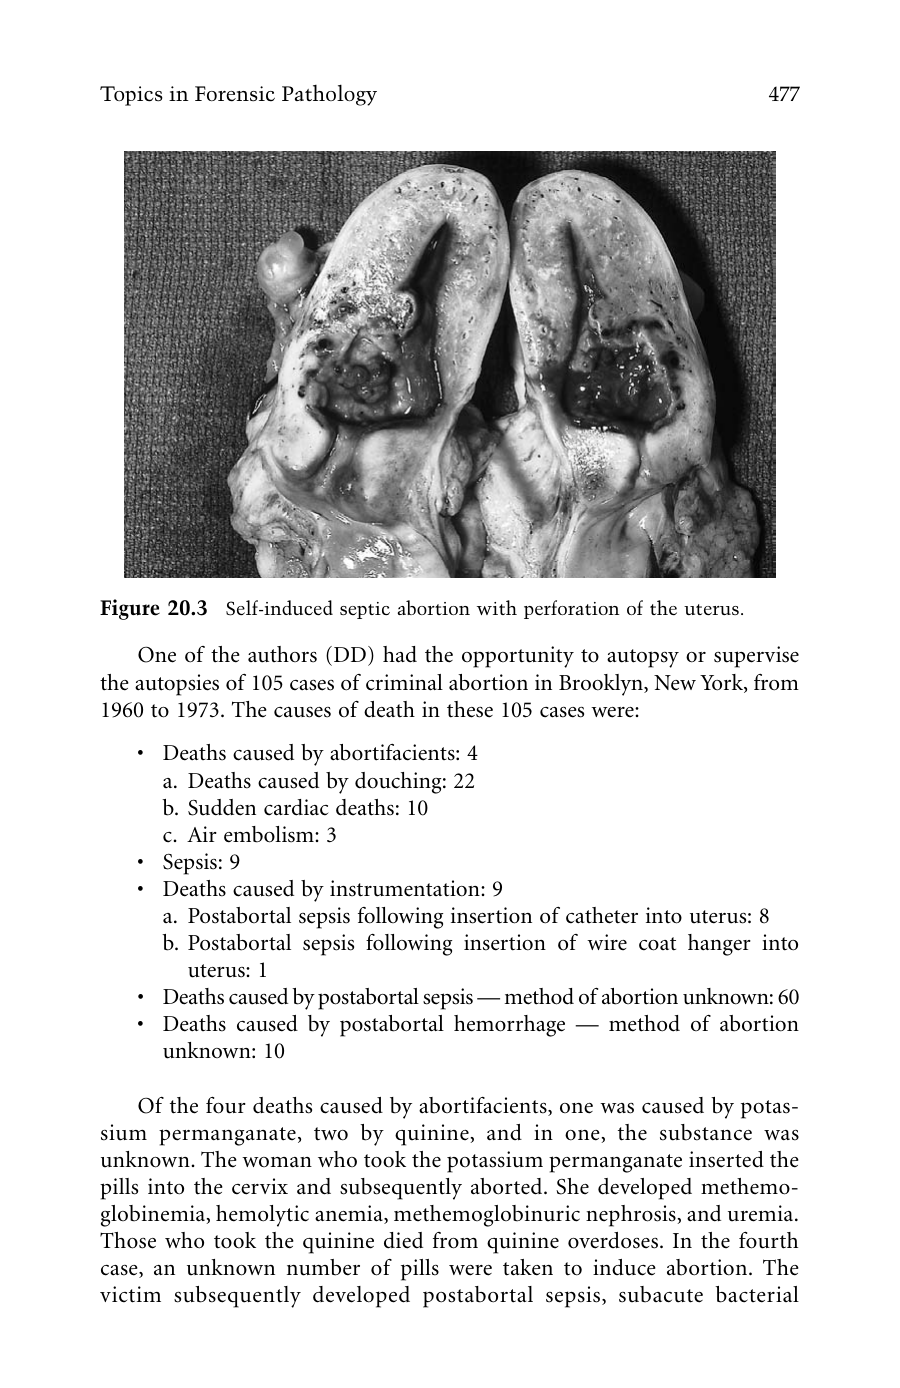 Topics in Forensic Pathology 477
Figure 20.3 Self-induced septic abortion with perforation of the uterus.
One of the authors (DD) had the opportunity to autopsy or supervise
the autopsies of 105 cases of criminal abortion in Brooklyn, New York, from
1960 to 1973. The causes of death in these 105 cases were:
• Deaths caused by abortifacients: 4
a. Deaths caused by douching: 22
b. Sudden cardiac deaths: 10
c. Air embolism: 3
• Sepsis: 9
• Deaths caused by instrumentation: 9
a. Postabortal sepsis following insertion of catheter into uterus: 8
b. Postabortal sepsis following insertion of wire coat hanger into
uterus: 1
• Deaths caused by postabortal sepsis — method of abortion unknown: 60
• Deaths caused by postabortal hemorrhage — method of abortion
unknown: 10
Of the four deaths caused by abortifacients, one was caused by potas-
sium permanganate, two by quinine, and in one, the substance was
unknown. The woman who took the potassium permanganate inserted the
pills into the cervix and subsequently aborted. She developed methemo-
globinemia, hemolytic anemia, methemoglobinuric nephrosis, and uremia.
Those who took the quinine died from quinine overdoses. In the fourth
case, an unknown number of pills were taken to induce abortion. The
victim subsequently developed postabortal sepsis, subacute bacterial